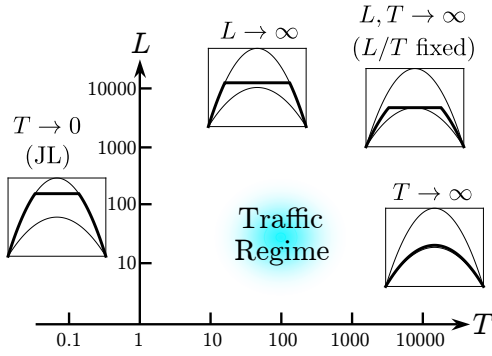 L
L → ∞
L, T → ∞
(L/T fixed)
10000
1000
T → 0
(JL)
100
T → ∞
Traffic
Regime
10
0.1
1
10
100
1000
10000
T